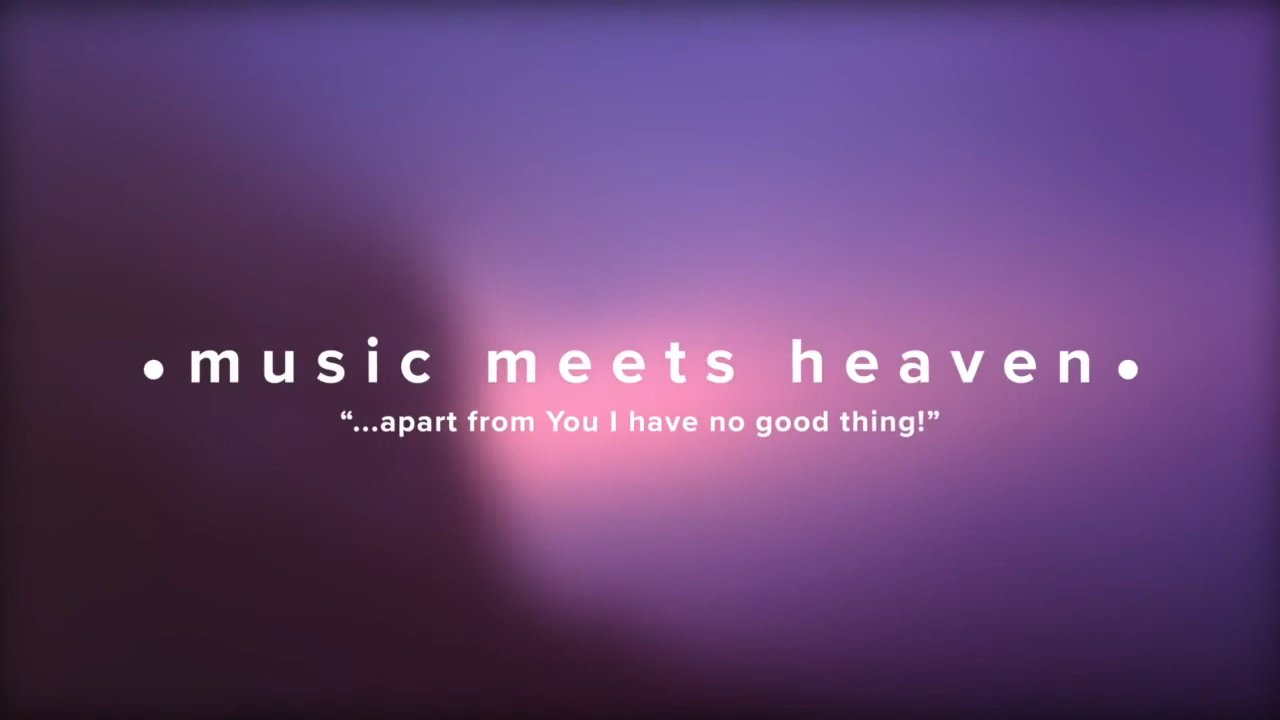 • music meets heaven •
“...apart from You I have no good thing!”